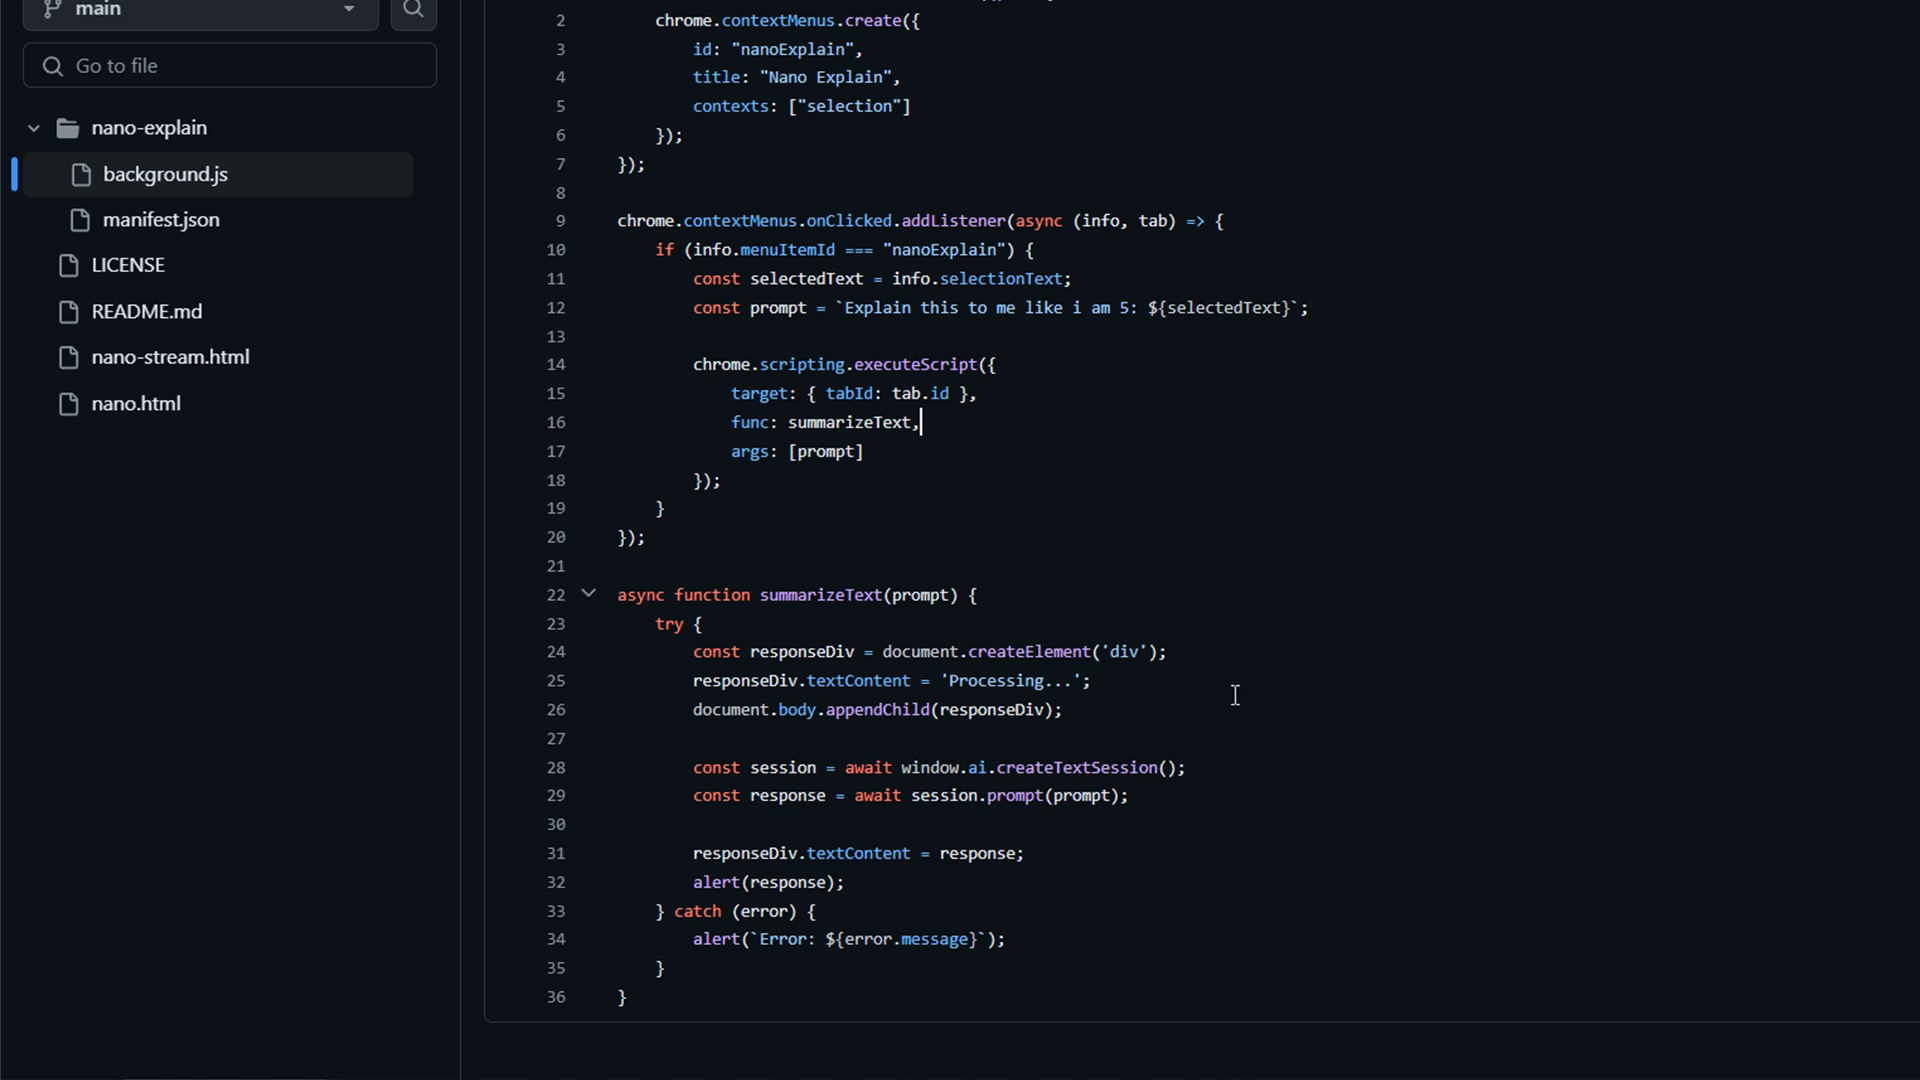 main
Go to file
nano-explain
background.js
manifest.json
LICENSE
README.md
nano-stream.html
nano.html
2 chrome.contextMenus.create({
3 id: "nanoExplain",
4 title: "Nano Explain",
5 contexts: ["selection"]
6 });
7 });
8
9 chrome.contextMenus.onClicked.addListener(async (info, tab) => {
10 if (info.menuItemId === "nanoExplain") {
11 const selectedText = info.selectionText;
12 const prompt = `Explain this to me like i am 5: ${selectedText}`;
13
14 chrome.scripting.executeScript({
15 target: { tabId: tab.id },
16 func: summarizeText,
17 args: [prompt]
18 });
19 }
20 });
21
22 async function summarizeText(prompt) {
23 try {
24 const responseDiv = document.createElement('div');
25 responseDiv.textContent = 'Processing...';
26 document.body.appendChild(responseDiv);
27
28 const session = await window.ai.createTextSession();
29 const response = await session.prompt(prompt);
30
31 responseDiv.textContent = response;
32 alert(response);
33 } catch (error) {
34 alert(`Error: ${error.message}`);
35 }
36 }